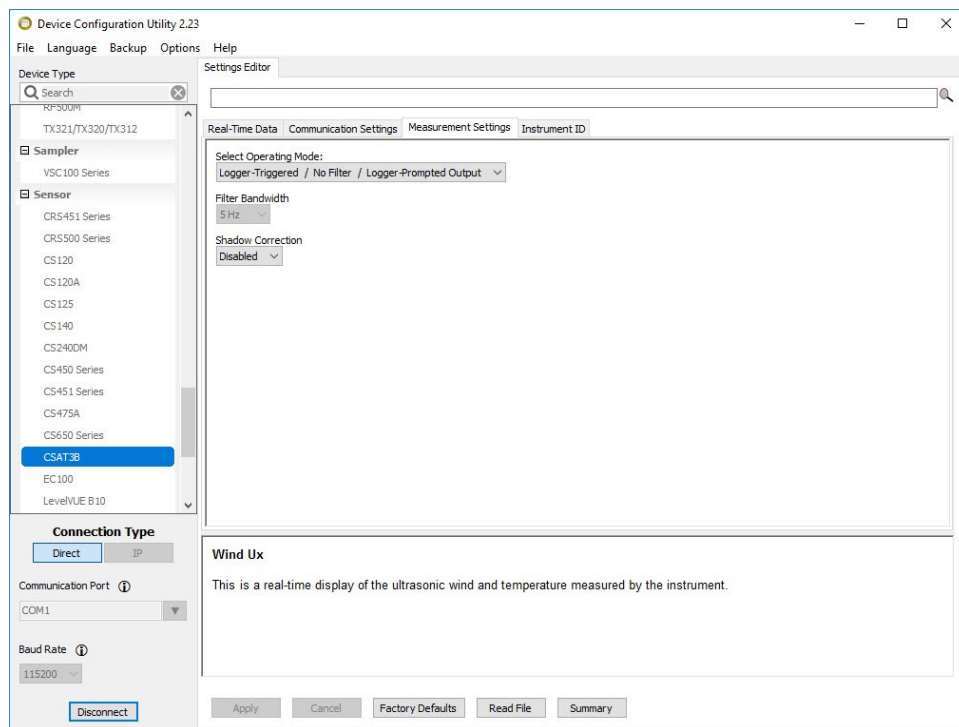 Device Configuration Utility 2.23
File Language Backup Options Help
Device Type
Search
RF500M
TX321/TX320/TX312
Sampler
VSC100 Series
Sensor
CRS451 Series
CRS500 Series
CS120
CS120A
CS125
CS140
CS240DM
CS450 Series
CS451 Series
CS475A
CS650 Series
CSAT3B
EC100
LevelVUE B10
Connection Type
Direct IP
Communication Port
COM1
Baud Rate
115200
Disconnect
Settings Editor
Real-Time Data Communication Settings Measurement Settings Instrument ID
Select Operating Mode:
Logger-Triggered / No Filter / Logger-Prompted Output
Filter Bandwidth
5 Hz
Shadow Correction
Disabled
Wind Ux
This is a real-time display of the ultrasonic wind and temperature measured by the instrument.
Apply Cancel Factory Defaults Read File Summary